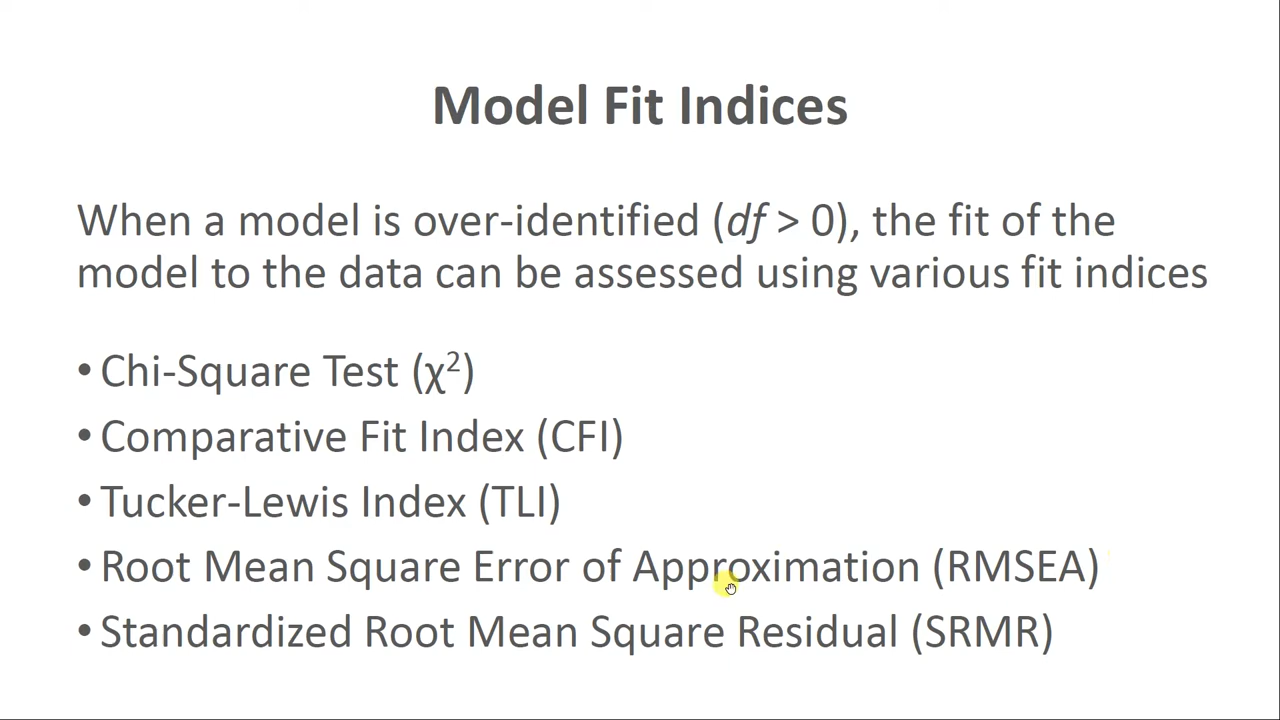 Model Fit Indices
When a model is over-identified (df > 0), the fit of the
model to the data can be assessed using various fit indices
• Chi-Square Test (χ²)
• Comparative Fit Index (CFI)
• Tucker-Lewis Index (TLI)
• Root Mean Square Error of Approximation (RMSEA)
• Standardized Root Mean Square Residual (SRMR)